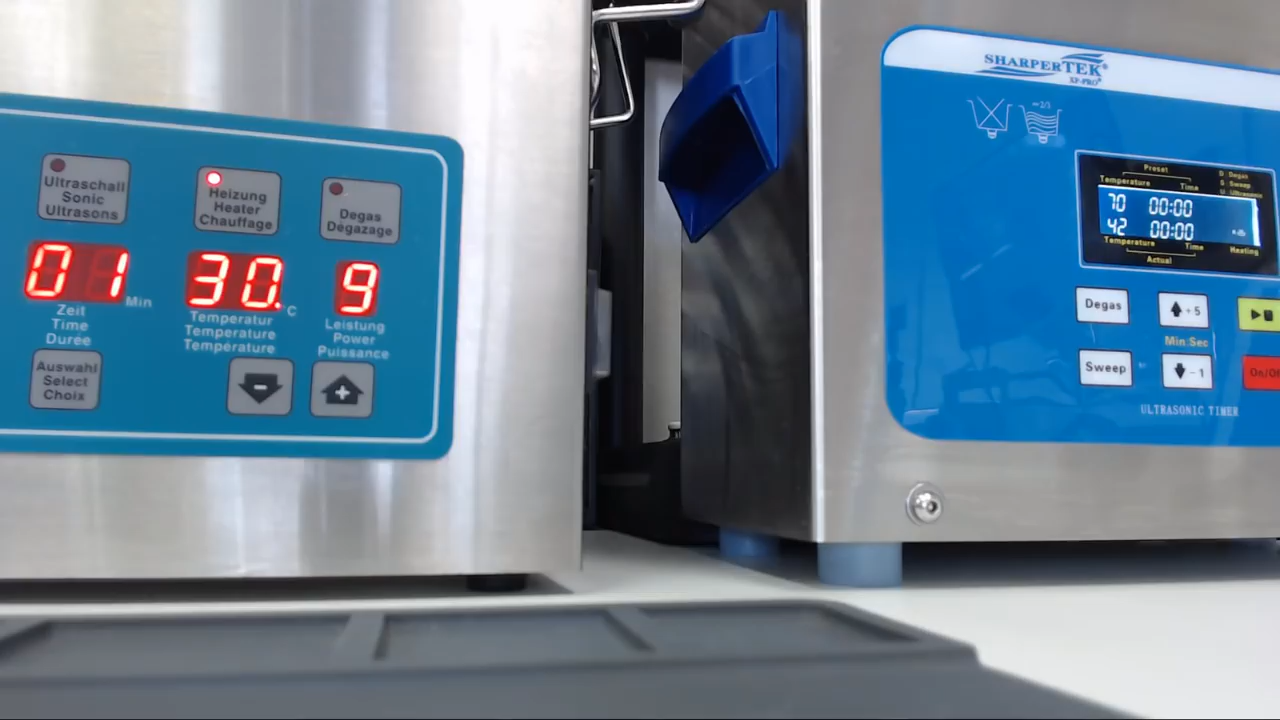 Ultraschall
Sonic
Ultrasons
Heizung
Heater
Chauffage
Degas
Dégazage
01 Min
30. °C
9
Zeit
Time
Durée
Temperatur
Temperature
Température
Leistung
Power
Puissance
Auswahl
Select
Choix
SHARPERTEK®
XP-PRO
≈ 2/3
Preset
Temperature Time
D : Degas
S : Sweep
U : Ultrasonic
70 00:00
42 00:00
Temperature Time Heating
Actual
Degas
+ 5
Min:Sec
Sweep
- 1
On/Off
ULTRASONIC TIMER